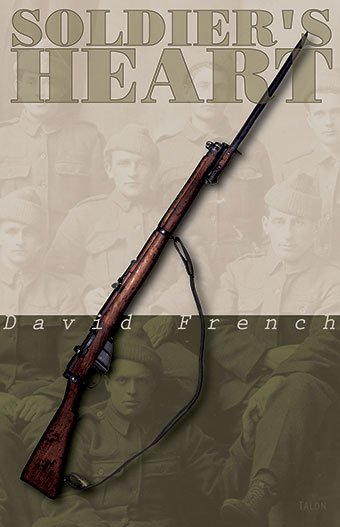 SOLDIER'S
HEART
David French
TALON